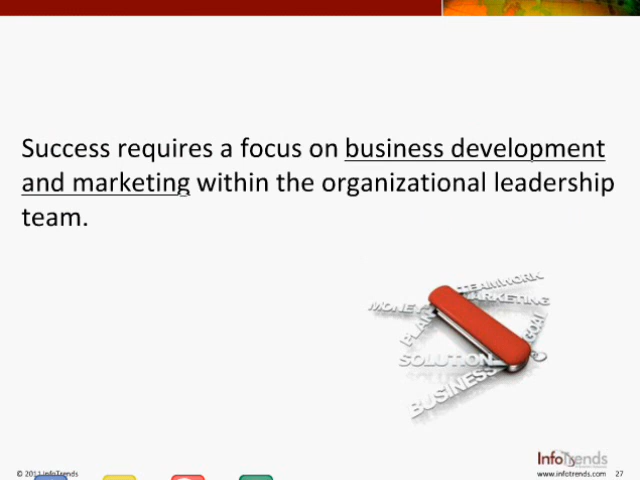 Success requires a focus on business development
and marketing within the organizational leadership
team.
TEAMWORK
MONEY
MARKETING
PLAN
GOAL
SOLUTION
BUSINESS
InfoTrends
© 2011 InfoTrends
www.infotrends.com 27